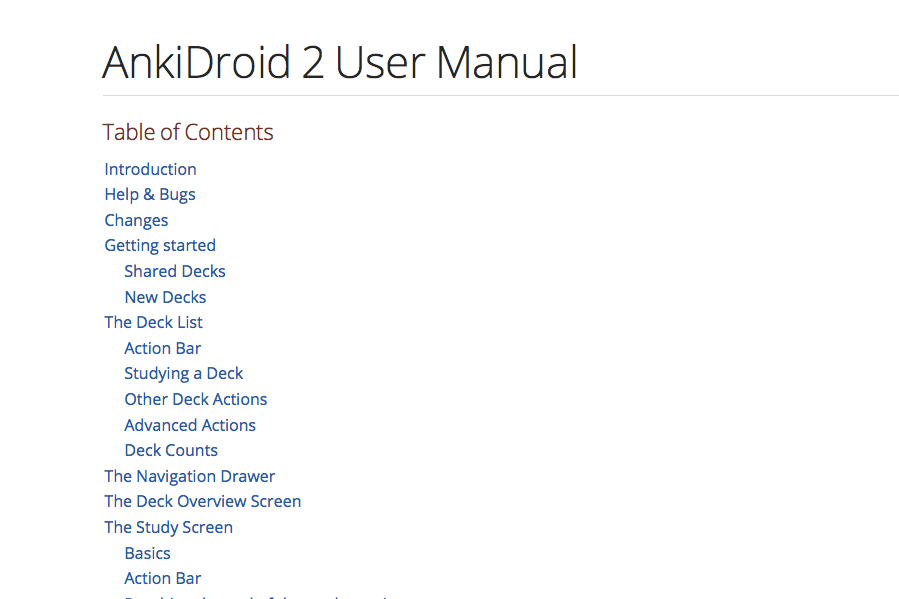 AnkiDroid 2 User Manual
Table of Contents
Introduction
Help & Bugs
Changes
Getting started
Shared Decks
New Decks
The Deck List
Action Bar
Studying a Deck
Other Deck Actions
Advanced Actions
Deck Counts
The Navigation Drawer
The Deck Overview Screen
The Study Screen
Basics
Action Bar